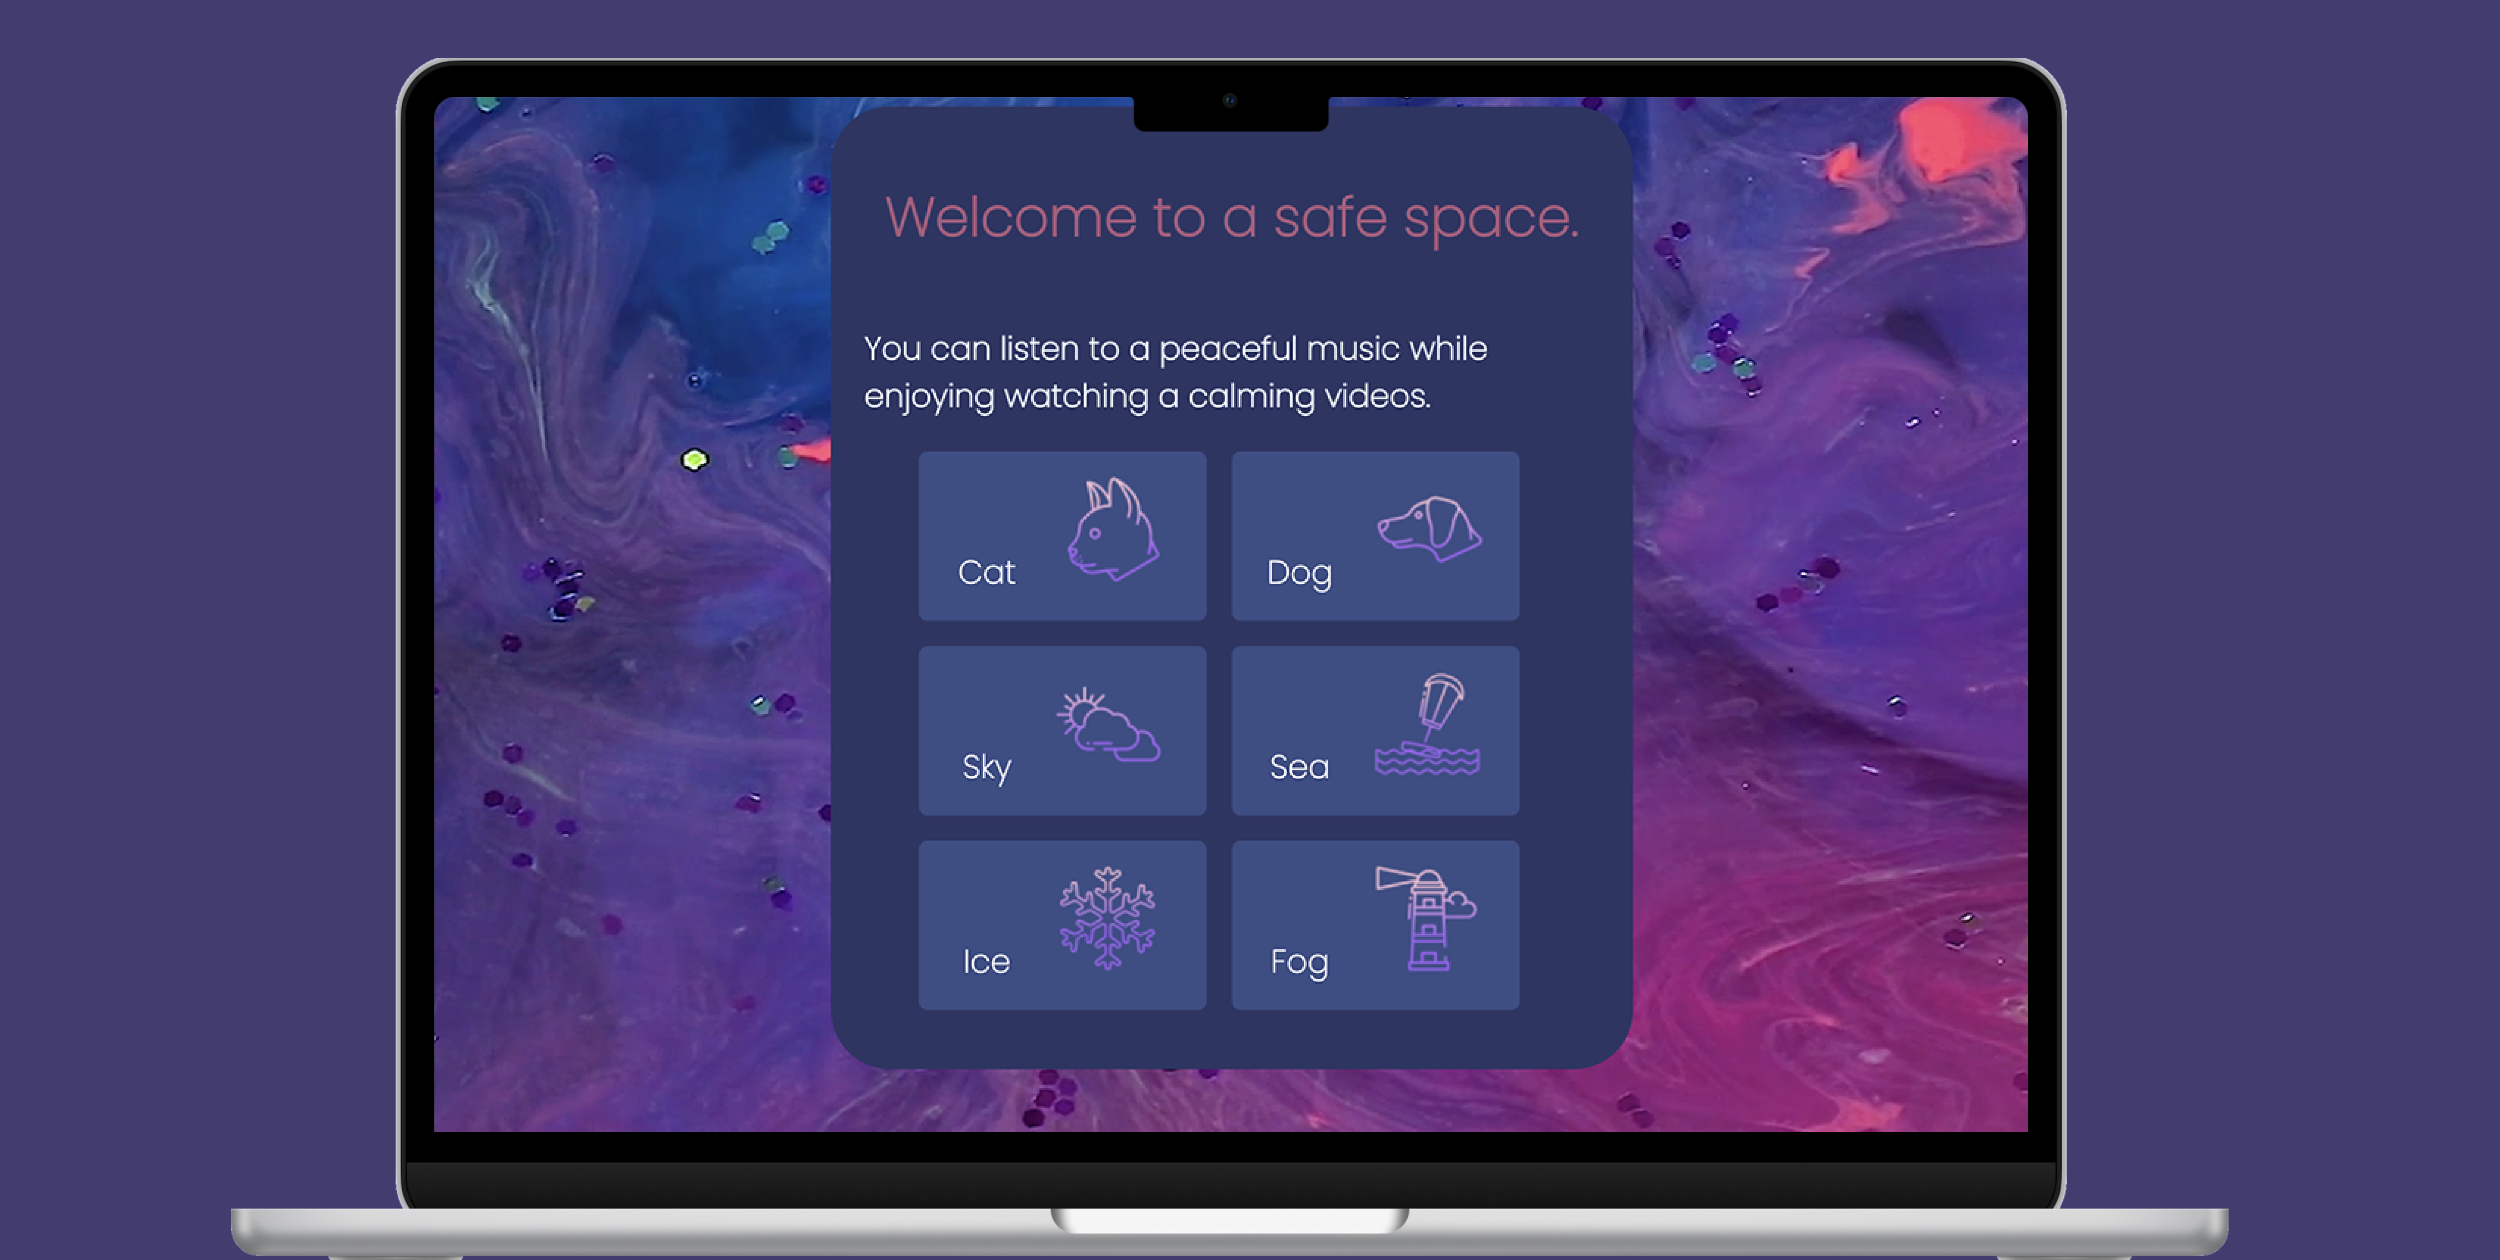 Welcome to a safe space.
You can listen to a peaceful music while
enjoying watching a calming videos.
Cat
Dog
Sky
Sea
Ice
Fog